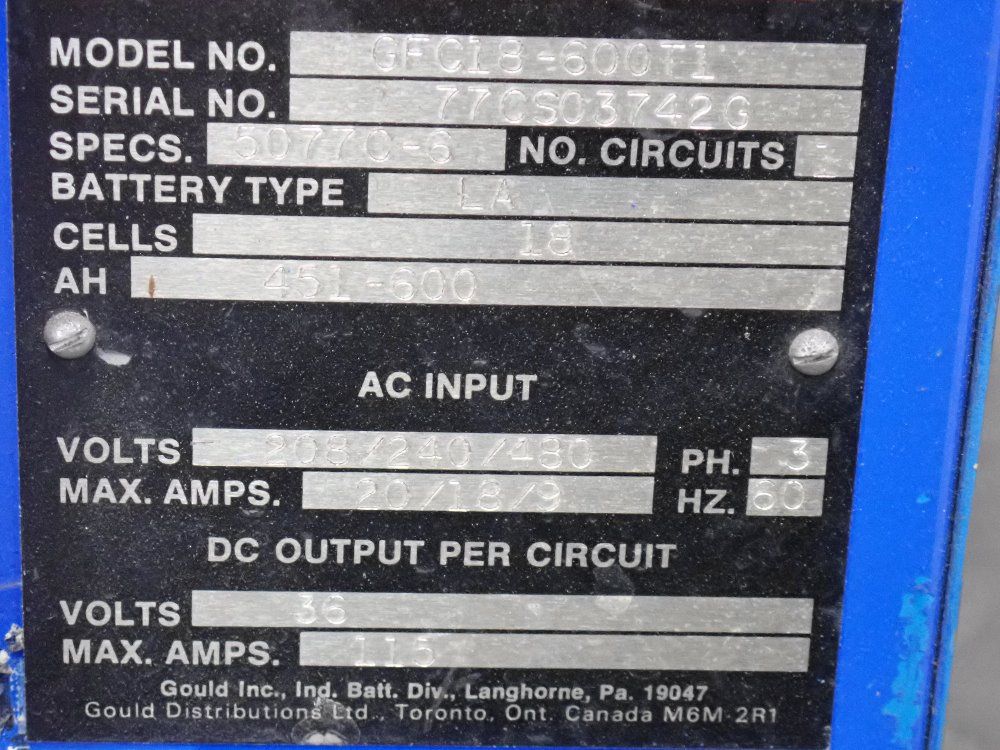 MODEL NO. GFC18-600T1
SERIAL NO. 77CS03742G
SPECS. 5077C-6 NO. CIRCUITS 1
BATTERY TYPE LA
CELLS 18
AH 451-600
AC INPUT
VOLTS 208/240/480 PH. 3
MAX. AMPS. 20/18/9 HZ. 60
DC OUTPUT PER CIRCUIT
VOLTS 36
MAX. AMPS. 115
Gould Inc., Ind. Batt. Div., Langhorne, Pa. 19047
Gould Distributions Ltd., Toronto, Ont. Canada M6M 2R1